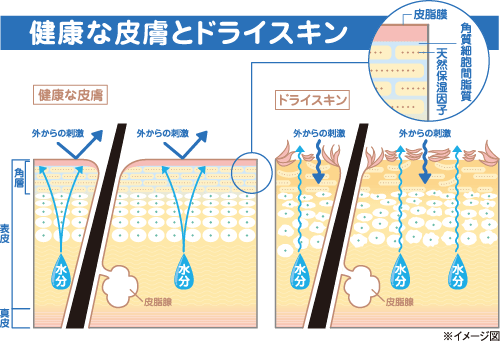 健康な皮膚とドライスキン
皮脂膜
角質細胞間脂質
天然保湿因子
健康な皮膚
ドライスキン
外からの刺激
外からの刺激
外からの刺激
外からの刺激
角層
表皮
真皮
水分
水分
水分
水分
水分
皮脂腺
皮脂腺
※イメージ図